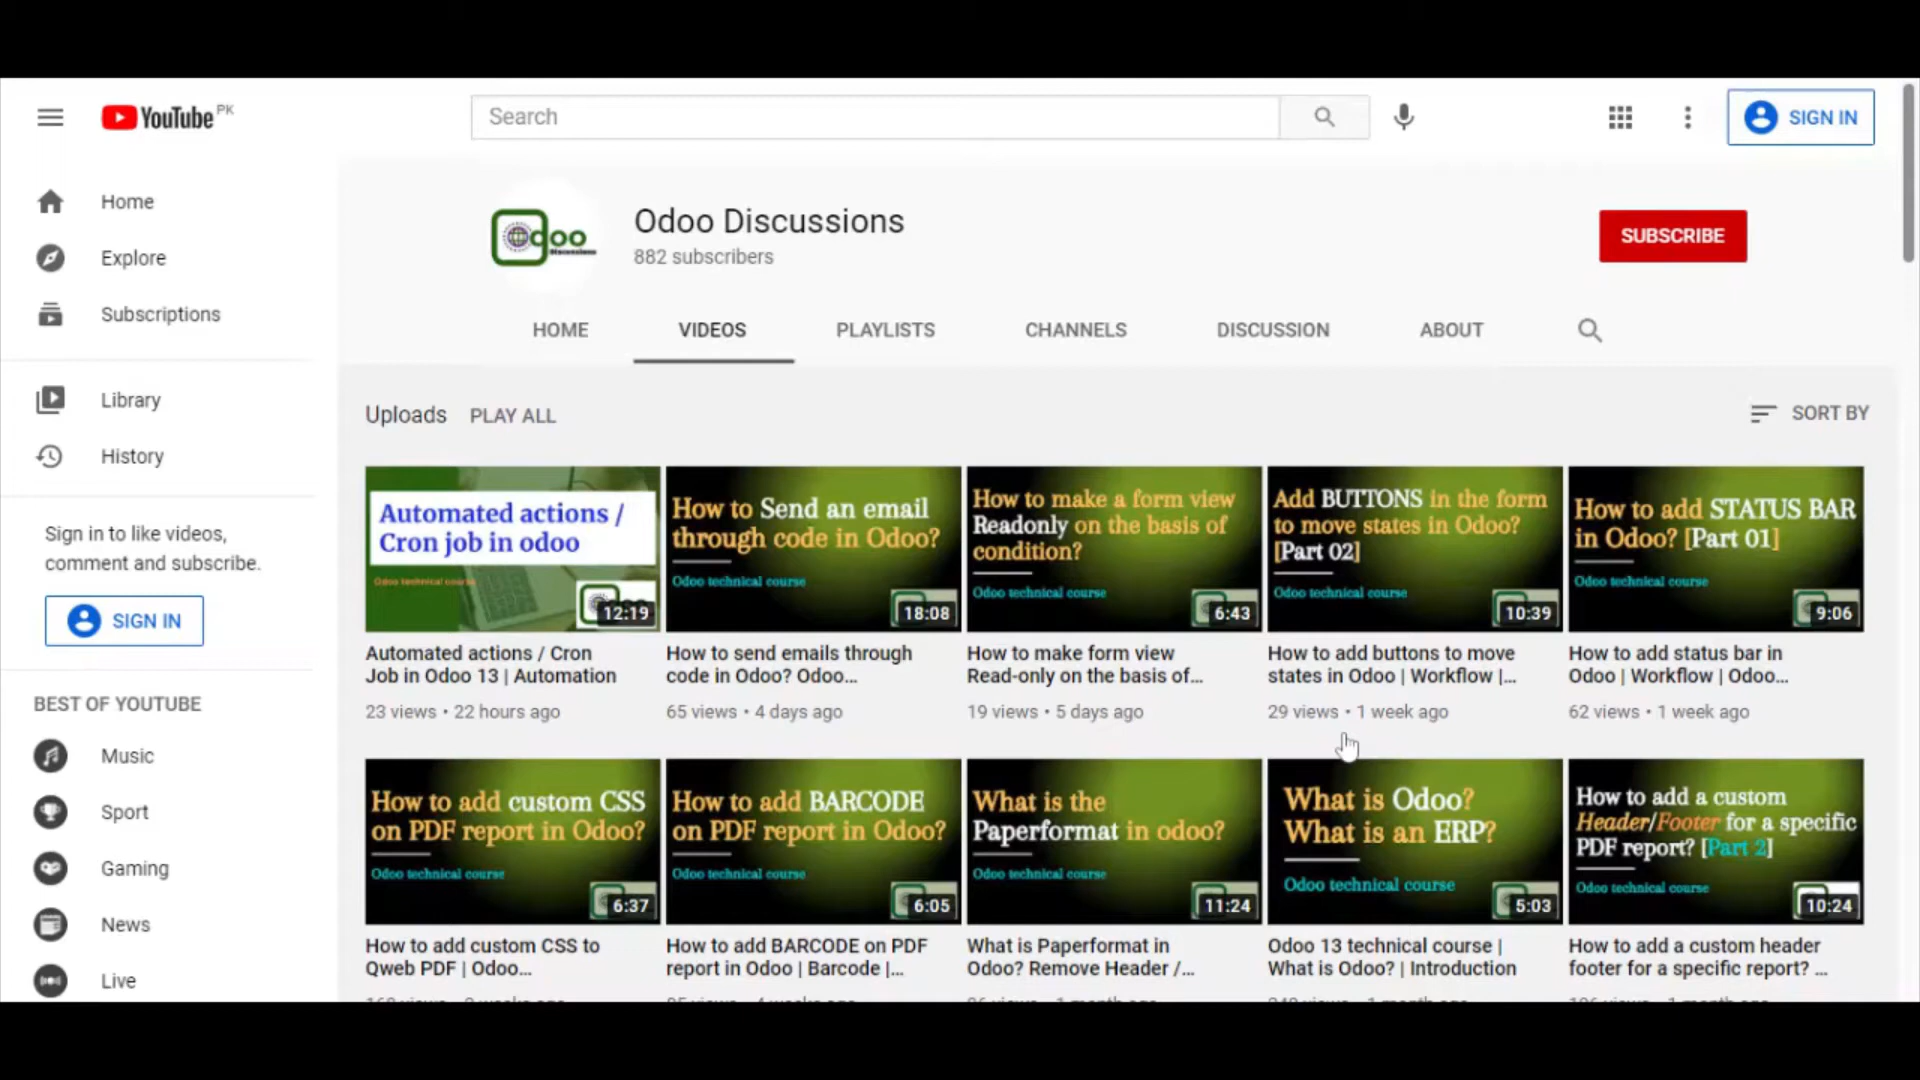 YouTube PK
Search
SIGN IN
Home
Explore
Subscriptions
Library
History
Sign in to like videos,
comment and subscribe.
SIGN IN
BEST OF YOUTUBE
Music
Sport
Gaming
News
Live
Odoo
Discussions
Odoo Discussions
882 subscribers
SUBSCRIBE
HOME VIDEOS PLAYLISTS CHANNELS DISCUSSION ABOUT
Uploads PLAY ALL
SORT BY
Automated actions /
Cron job in odoo
Odoo technical course
12:19
Automated actions / Cron
Job in Odoo 13 | Automation
23 views • 22 hours ago
How to Send an email
through code in Odoo?
Odoo technical course
18:08
How to send emails through
code in Odoo? Odoo...
65 views • 4 days ago
How to make a form view
Readonly on the basis of
condition?
Odoo technical course
6:43
How to make form view
Read-only on the basis of...
19 views • 5 days ago
Add BUTTONS in the form
to move states in Odoo?
[Part 02]
Odoo technical course
10:39
How to add buttons to move
states in Odoo | Workflow |...
29 views • 1 week ago
How to add STATUS BAR
in Odoo? [Part 01]
Odoo technical course
9:06
How to add status bar in
Odoo | Workflow | Odoo...
62 views • 1 week ago
How to add custom CSS
on PDF report in Odoo?
Odoo technical course
6:37
How to add custom CSS to
Qweb PDF | Odoo...
How to add BARCODE
on PDF report in Odoo?
Odoo technical course
6:05
How to add BARCODE on PDF
report in Odoo | Barcode |...
What is the
Paperformat in odoo?
Odoo technical course
11:24
What is Paperformat in
Odoo? Remove Header /...
What is Odoo?
What is an ERP?
Odoo technical course
5:03
Odoo 13 technical course |
What is Odoo? | Introduction
How to add a custom
Header/Footer for a specific
PDF report? [Part 2]
Odoo technical course
10:24
How to add a custom header
footer for a specific report? ...